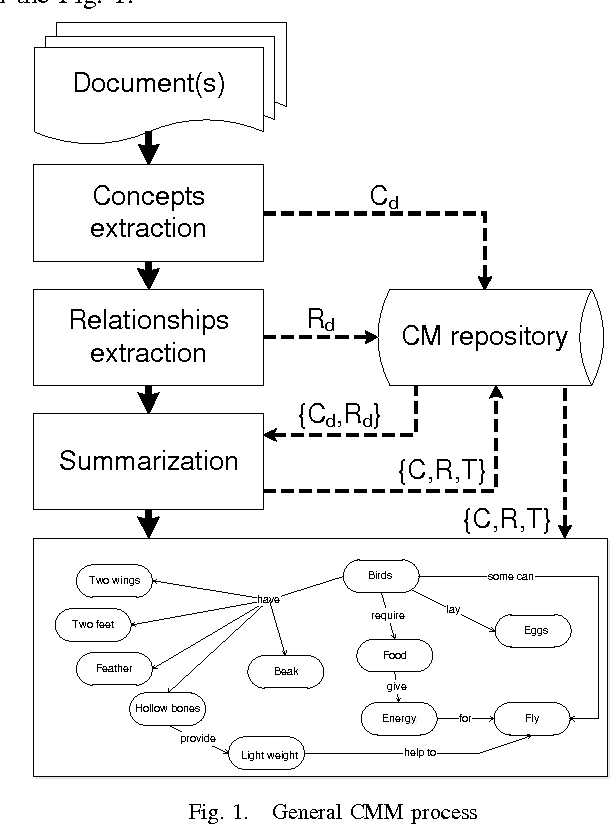 the Fig. 1.
Document(s)
Concepts
extraction
Cd
Relationships
extraction
Rd
CM repository
{Cd,Rd}
Summarization
{C,R,T}
{C,R,T}
Two wings
Birds
some can
have
Two feet
require
lay
Eggs
Feather
Beak
Food
give
Hollow bones
Energy
for
Fly
provide
Light weight
help to
Fig. 1. General CMM process